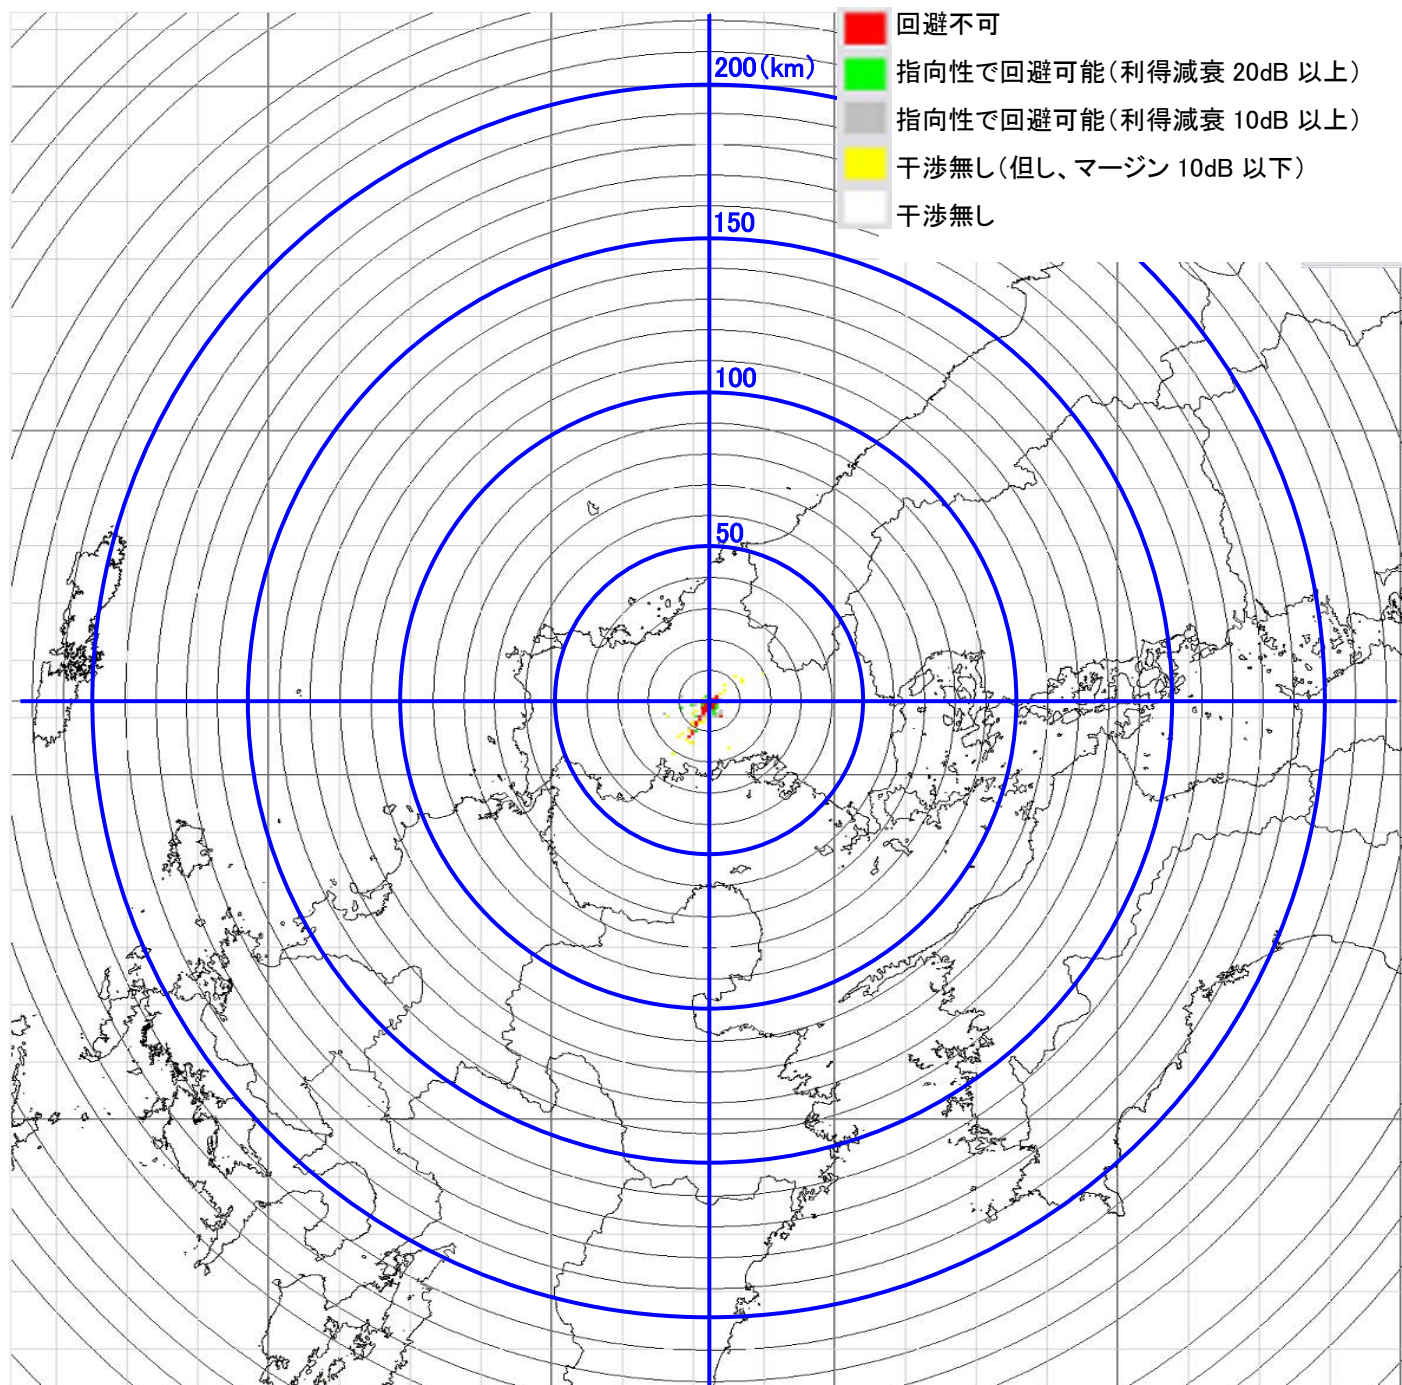 回避不可
指向性で回避可能（利得減衰 20dB 以上）
指向性で回避可能（利得減衰 10dB 以上）
干渉無し（但し、マージン 10dB 以下）
干渉無し
200（km）
150
100
50